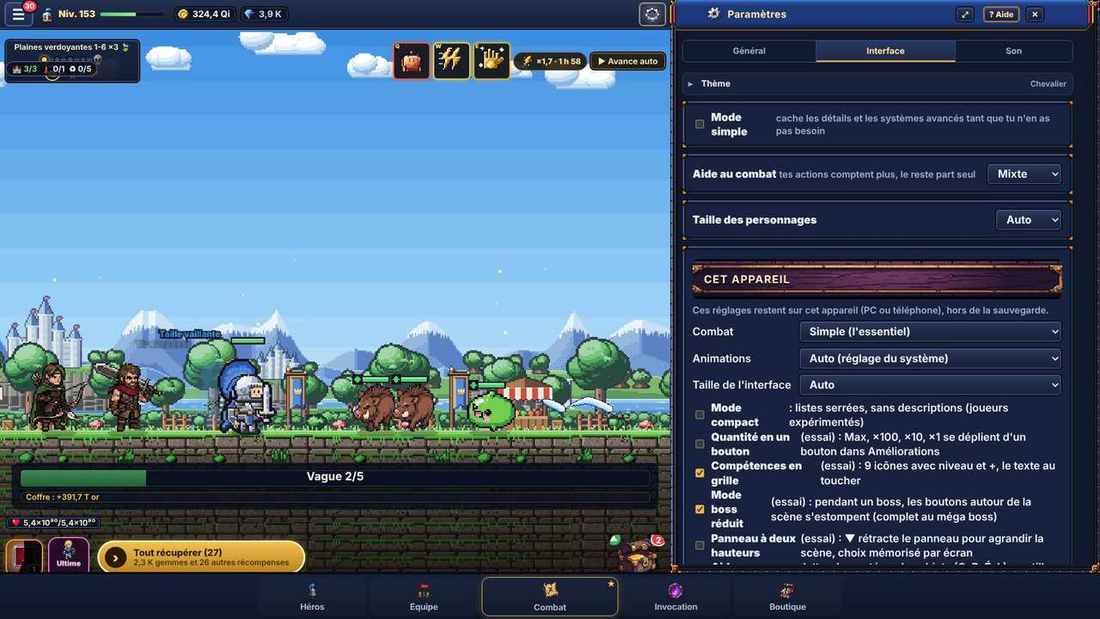 30
Niv. 153
324,4 Qi
3,9 K
Plaines verdoyantes 1-6 ×3
3/3
0/1
0/5
Q
W
E
×1,7 · 1 h 58
▶ Avance auto
Taille vaillante
Vague 2/5
Coffre : +391,7 T or
Ultime
Tout récupérer (27)
2,3 K gemmes et 26 autres récompenses
2
Héros
Équipe
Combat
Invocation
Boutique
Paramètres
? Aide
×
Général
Interface
Son
▸ Thème
Chevalier
Mode simple
cache les détails et les systèmes avancés tant que tu n'en as
pas besoin
Aide au combat tes actions comptent plus, le reste part seul
Mixte
Taille des personnages
Auto
CET APPAREIL
Ces réglages restent sur cet appareil (PC ou téléphone), hors de la sauvegarde.
Combat
Simple (l'essentiel)
Animations
Auto (réglage du système)
Taille de l'interface
Auto
Mode compact
: listes serrées, sans descriptions (joueurs
expérimentés)
Quantité en un bouton
(essai) : Max, ×100, ×10, ×1 se déplient d'un
bouton dans Améliorations
Compétences en grille
(essai) : 9 icônes avec niveau et +, le texte au
toucher
Mode boss réduit
(essai) : pendant un boss, les boutons autour de la
scène s'estompent (complet au méga boss)
Panneau à deux hauteurs
(essai) : ▼ rétracte le panneau pour agrandir la
scène, choix mémorisé par écran